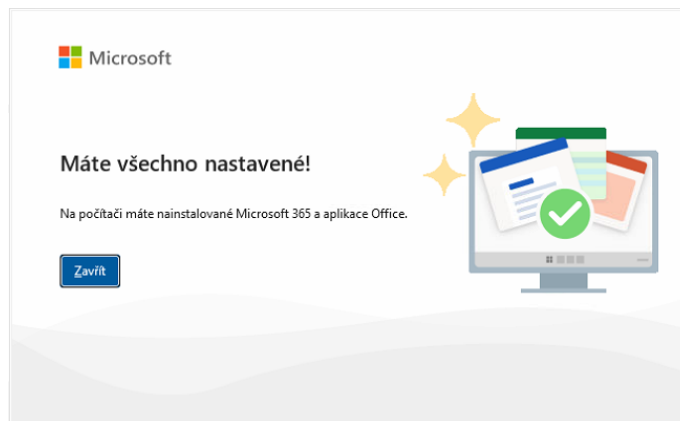 Microsoft
Máte všechno nastavené!
Na počítači máte nainstalované Microsoft 365 a aplikace Office.
Zavřít